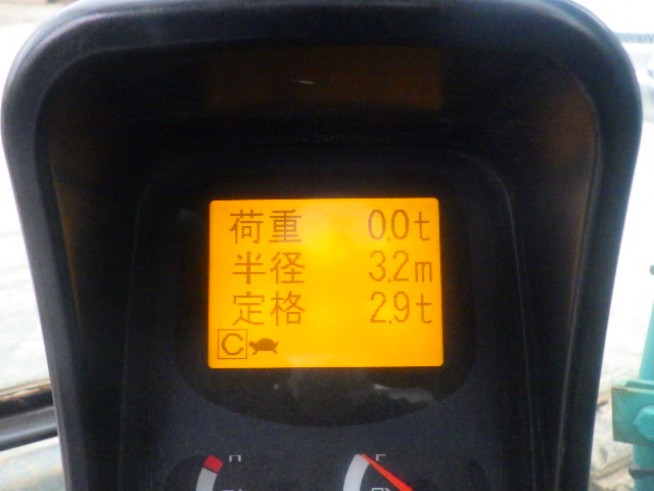 荷重 0.0t
半径 3.2m
定格 2.9t
C
H F